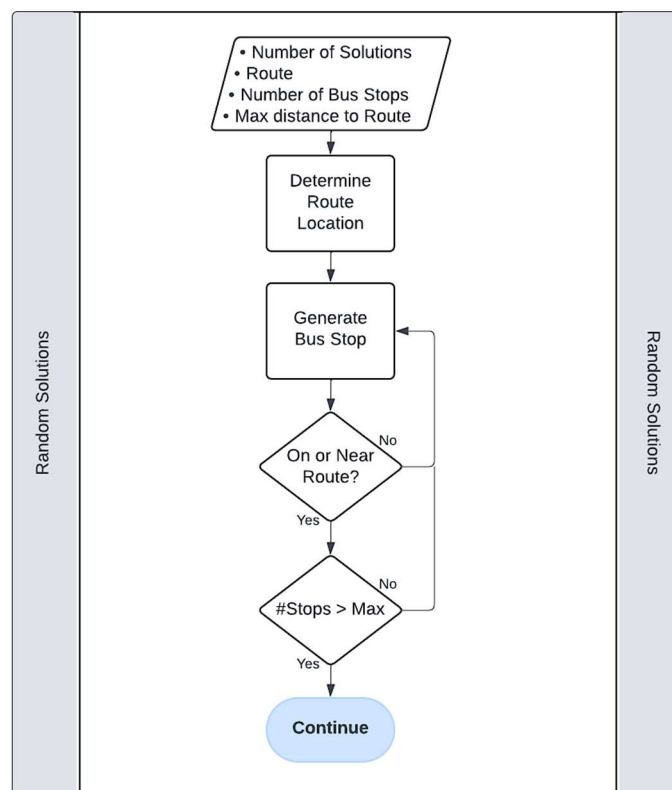 • Number of Solutions
• Route
• Number of Bus Stops
• Max distance to Route
Determine
Route
Location
Generate
Bus Stop
No
On or Near
Route?
Yes
No
#Stops > Max
Yes
Continue
Random Solutions
Random Solutions